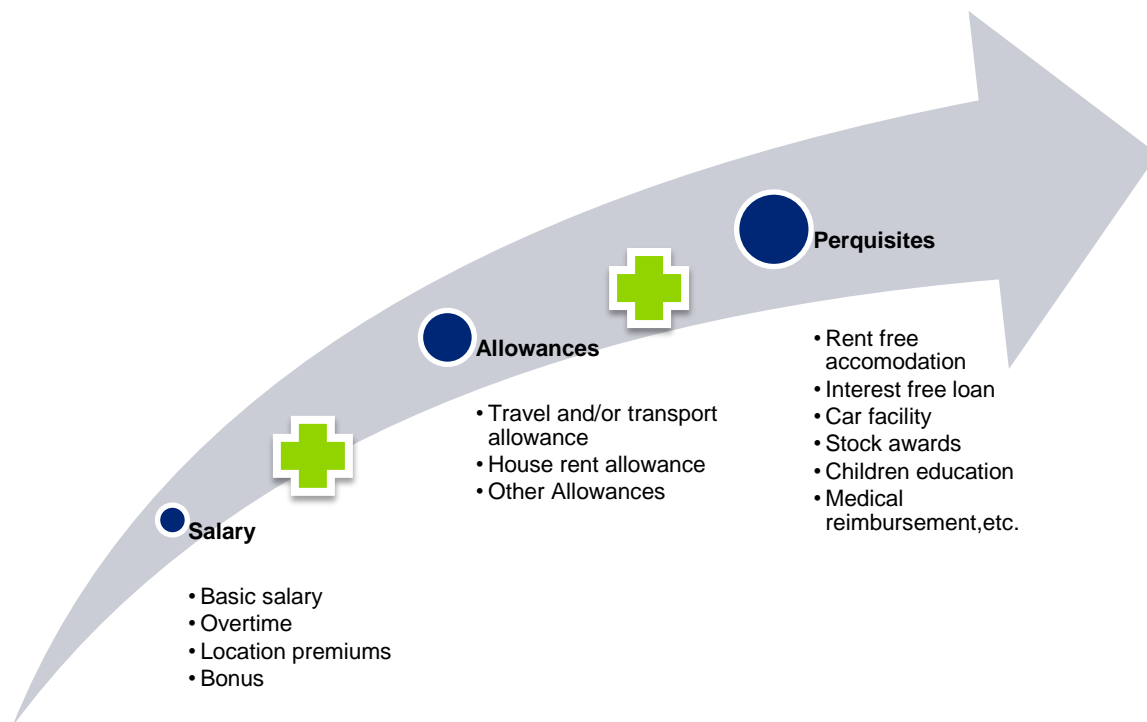 Salary
• Basic salary
• Overtime
• Location premiums
• Bonus
Allowances
• Travel and/or transport
allowance
• House rent allowance
• Other Allowances
Perquisites
• Rent free
accomodation
• Interest free loan
• Car facility
• Stock awards
• Children education
• Medical
reimbursement,etc.